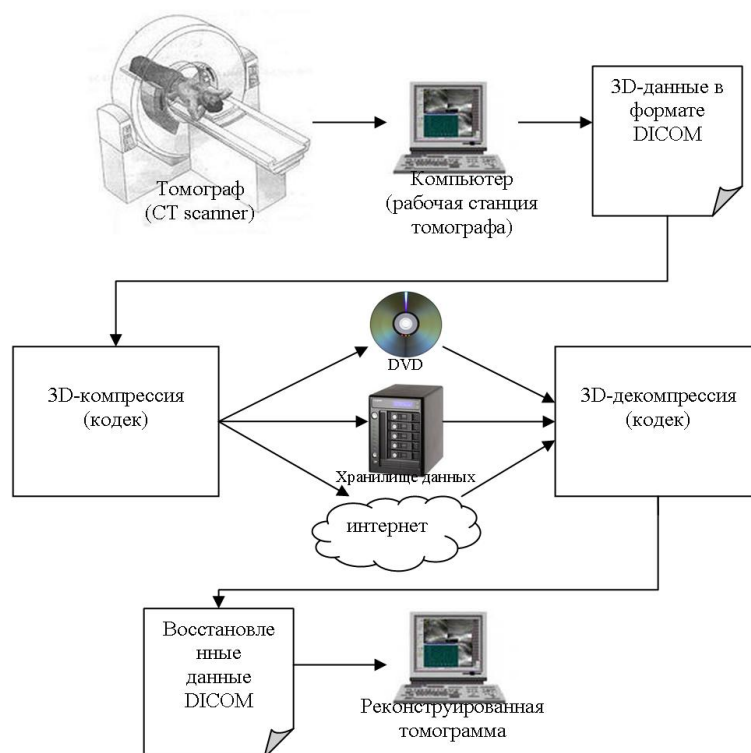 3D-данные в
формате
DICOM
Томограф
(CT scanner)
Компьютер
(рабочая станция
томографа)
3D-компрессия
(кодек)
DVD
Хранилище данных
интернет
3D-декомпрессия
(кодек)
Восстановле
нные
данные
DICOM
Реконструированная
томограмма